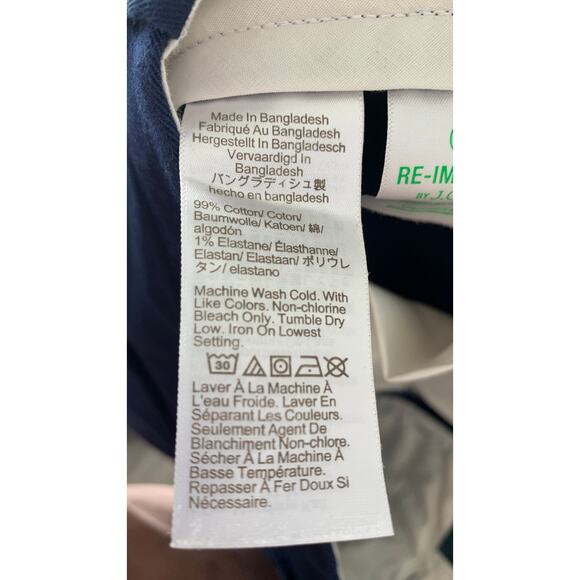 Made In Bangladesh
Fabriqué Au Bangladesh
Hergestellt In Bangladesch
Vervaardigd In
Bangladesh
バングラディシュ製
hecho en bangladesh
99% Cotton/ Coton/
Baumwolle/ Katoen/ 綿/
algodón
1% Elastane/ Élasthanne/
Elastan/ Elastaan/ ポリウレ
タン/ elastano
Machine Wash Cold. With
Like Colors. Non-chlorine
Bleach Only. Tumble Dry
Low. Iron On Lowest
Setting.
30
Laver À La Machine À
L'eau Froide. Laver En
Séparant Les Couleurs.
Seulement Agent De
Blanchiment Non-chlore.
Sécher À La Machine À
Basse Température.
Repasser À Fer Doux Si
Nécessaire.
BY J.